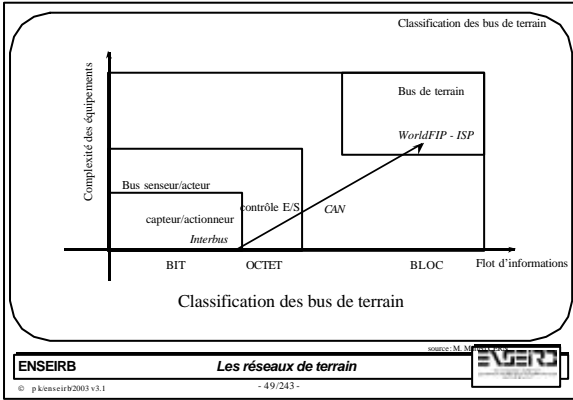 Classification des bus de terrain
Complexité des équipements
Bus de terrain
WorldFIP - ISP
Bus senseur/acteur
contrôle E/S
CAN
capteur/actionneur
Interbus
BIT
OCTET
BLOC
Flot d'informations
Classification des bus de terrain
source: M.
ENSEIRB
Les réseaux de terrain
ENSEIRB
© p k/enseirb/2003 v3.1
- 49/243 -